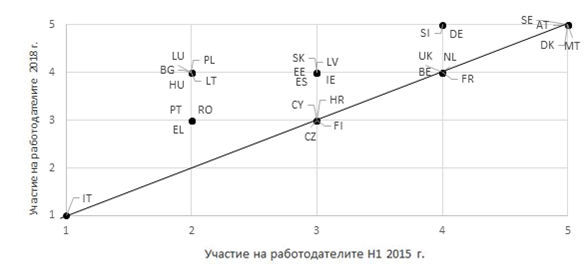 5 SI DE SE AT
DK MT
LU PL SK LV UK NL
4 BG EE BE
HU LT ES IE FR
PT RO CY HR
3
EL CZ FI
2
IT
1
1 2 3 4 5
Участие на работодателите 2018 г.
Участие на работодателите H1 2015 г.